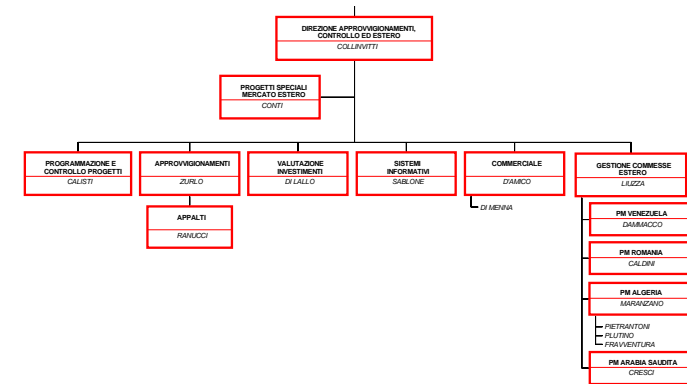 DIREZIONE APPROVVIGIONAMENTI,
CONTROLLO ED ESTERO
COLLINVITTI
PROGETTI SPECIALI
MERCATO ESTERO
CONTI
PROGRAMMAZIONE E
CONTROLLO PROGETTI
CALISTI
APPROVVIGIONAMENTI
ZURLO
VALUTAZIONE
INVESTIMENTI
DI LALLO
SISTEMI
INFORMATIVI
SABLONE
COMMERCIALE
D'AMICO
GESTIONE COMMESSE
ESTERO
LIUZZA
APPALTI
RANUCCI
DI MENNA
PM VENEZUELA
DAMMACCO
PM ROMANIA
CALDINI
PM ALGERIA
MARANZANO
PIETRANTONI
PLUTINO
FRAVVENTURA
PM ARABIA SAUDITA
CRESCI